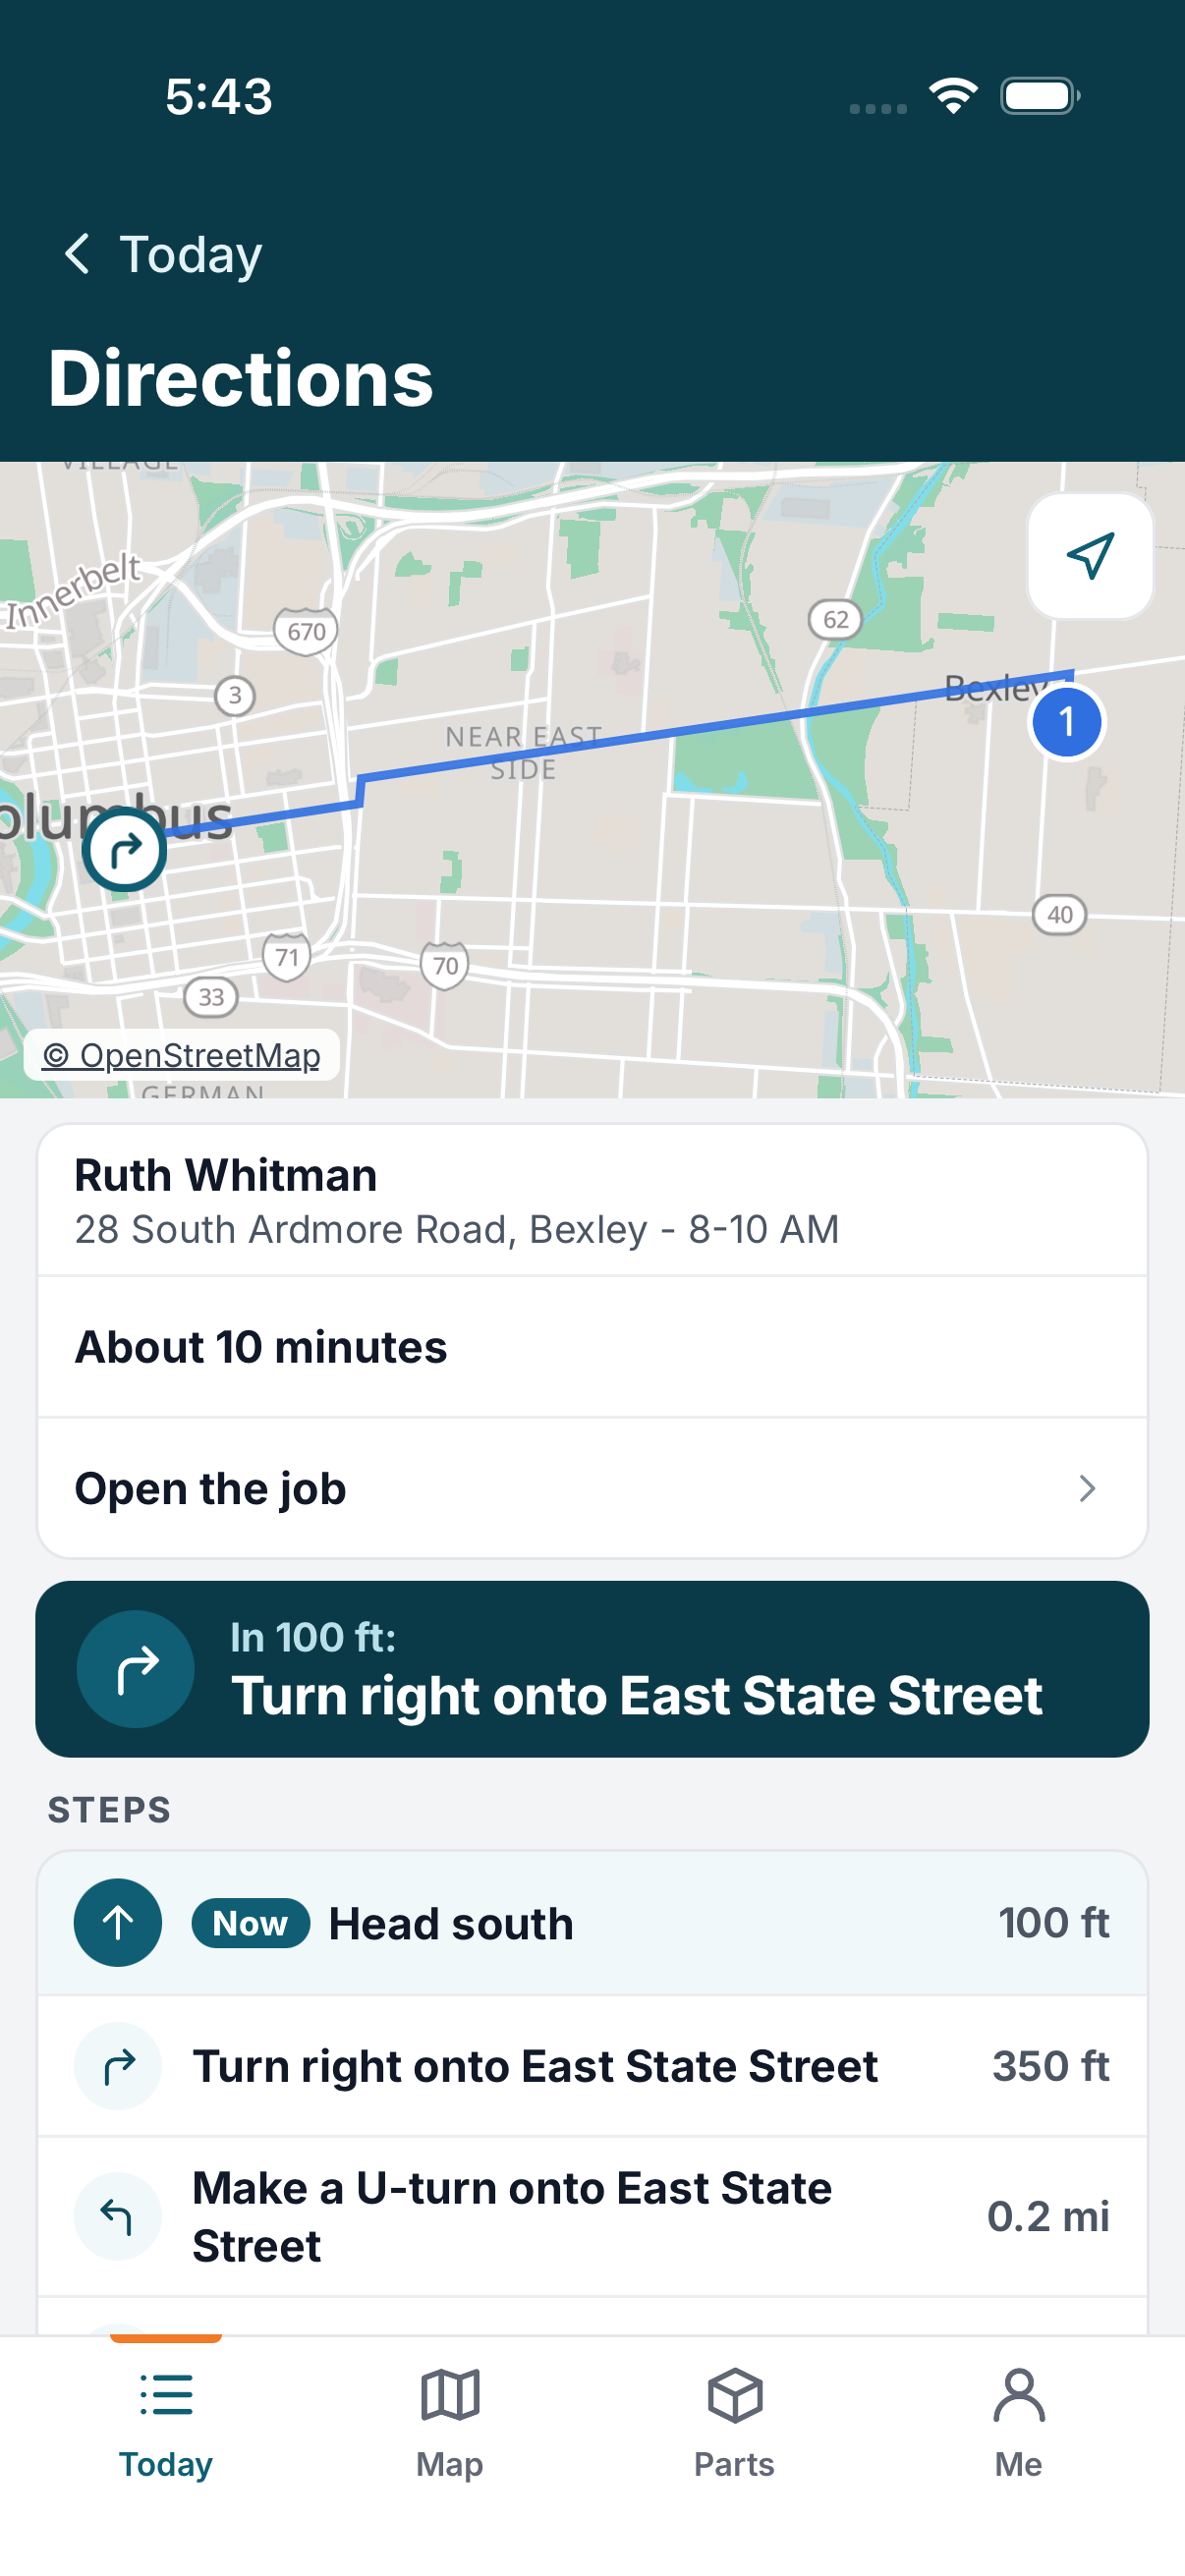 5:43
Today
Directions
VILLAGE
Innerbelt
670
62
3
Bexley
1
NEAR EAST
SIDE
olumbus
40
71
70
33
© OpenStreetMap
GERMAN
Ruth Whitman
28 South Ardmore Road, Bexley - 8-10 AM
About 10 minutes
Open the job
In 100 ft:
Turn right onto East State Street
STEPS
Now Head south 100 ft
Turn right onto East State Street 350 ft
Make a U-turn onto East State
Street
0.2 mi
Today
Map
Parts
Me